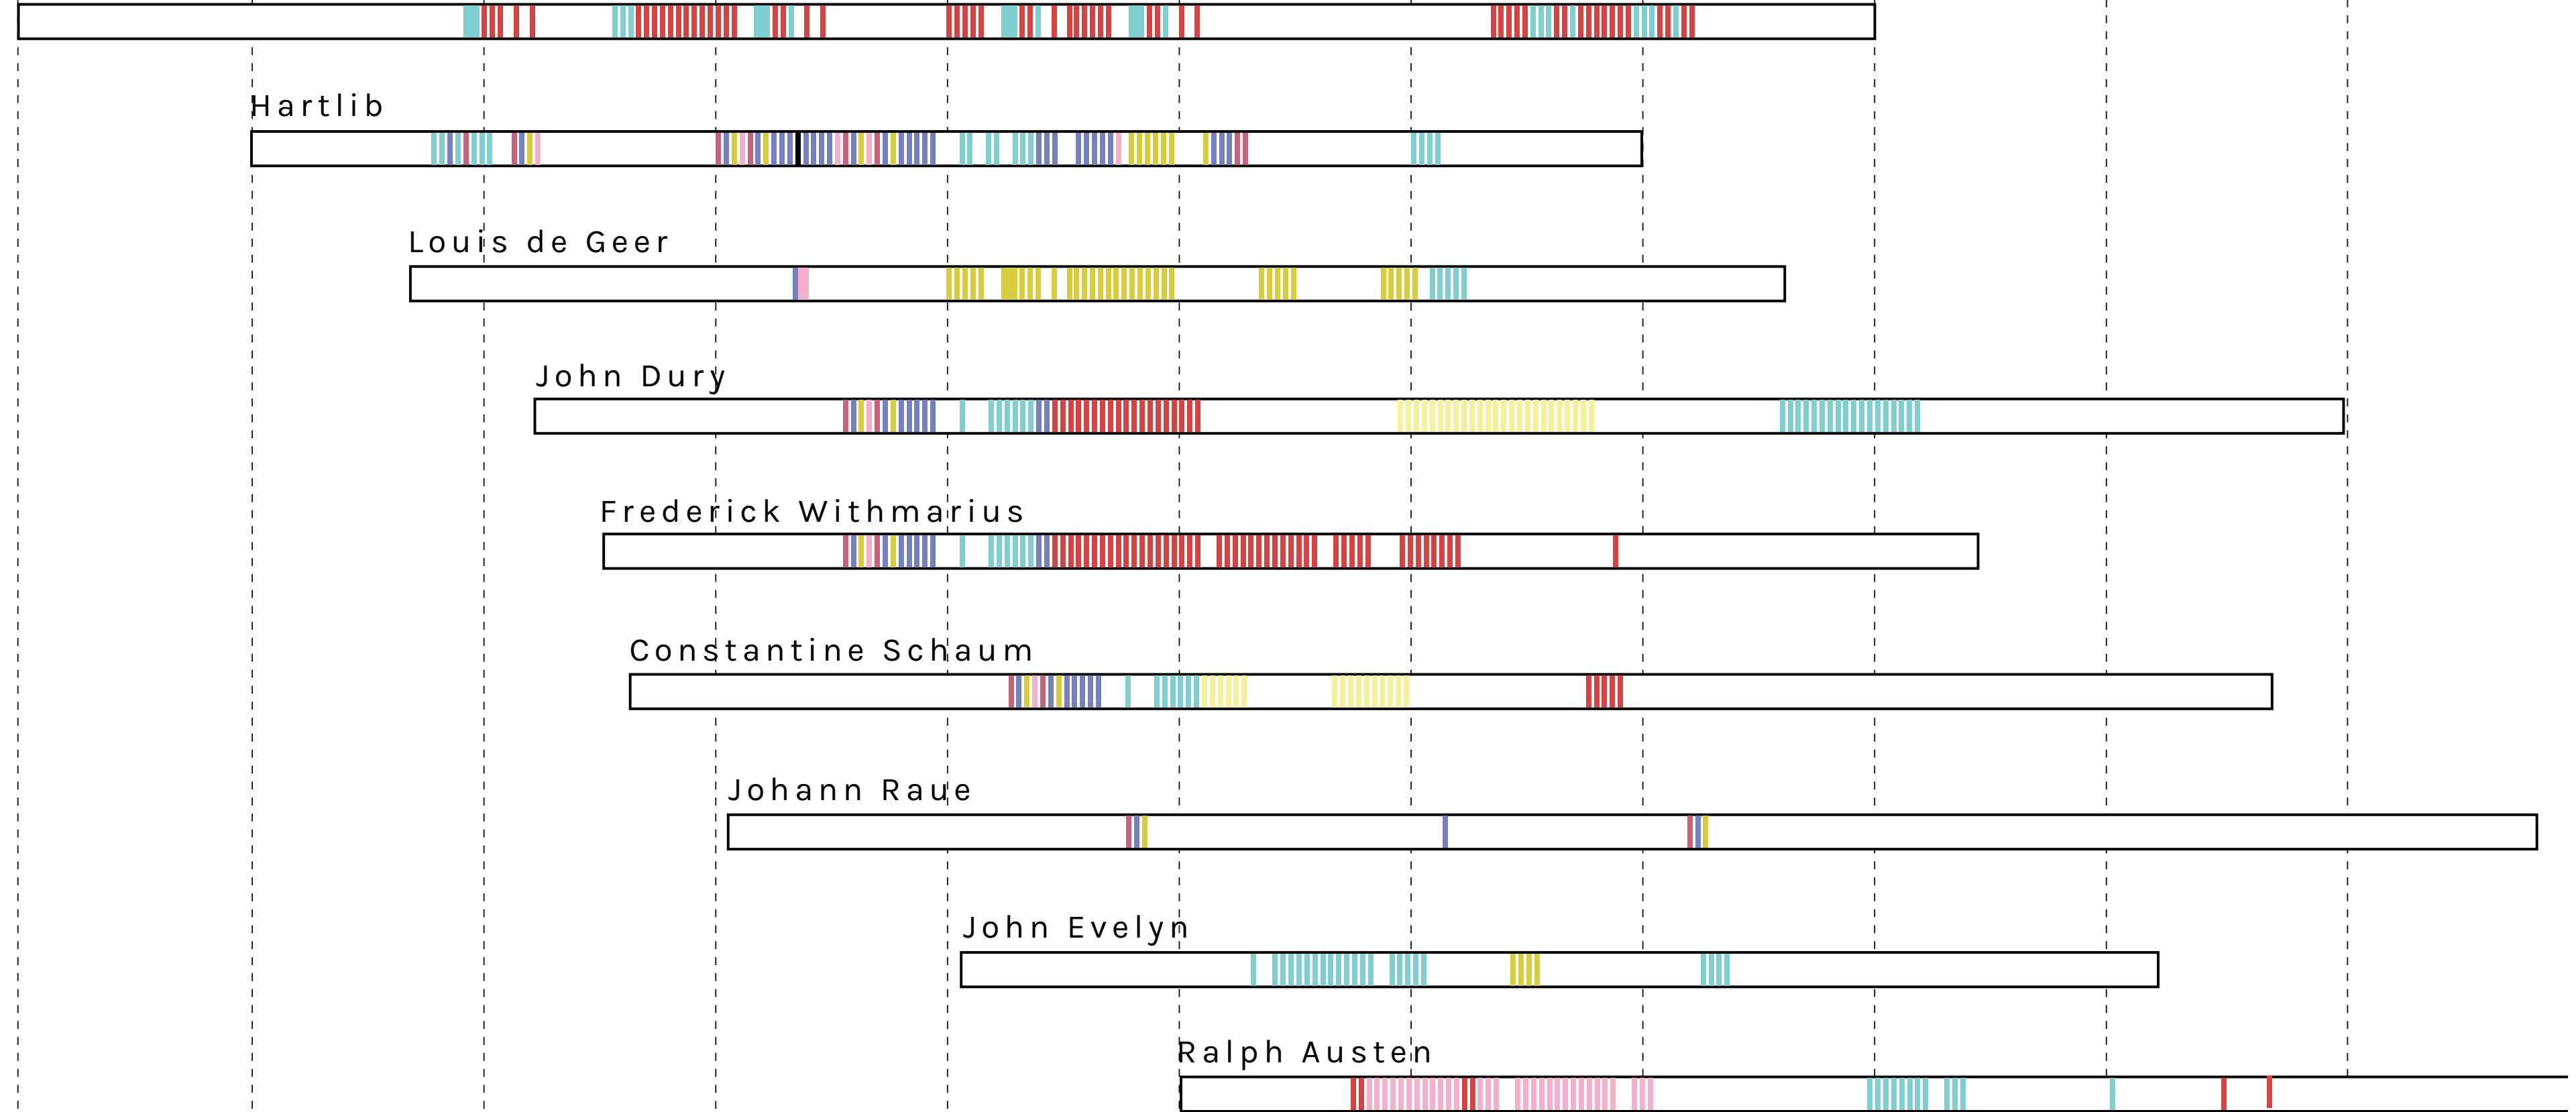 Hartlib
Louis de Geer
John Dury
Frederick Withmarius
Constantine Schaum
Johann Raue
John Evelyn
Ralph Austen